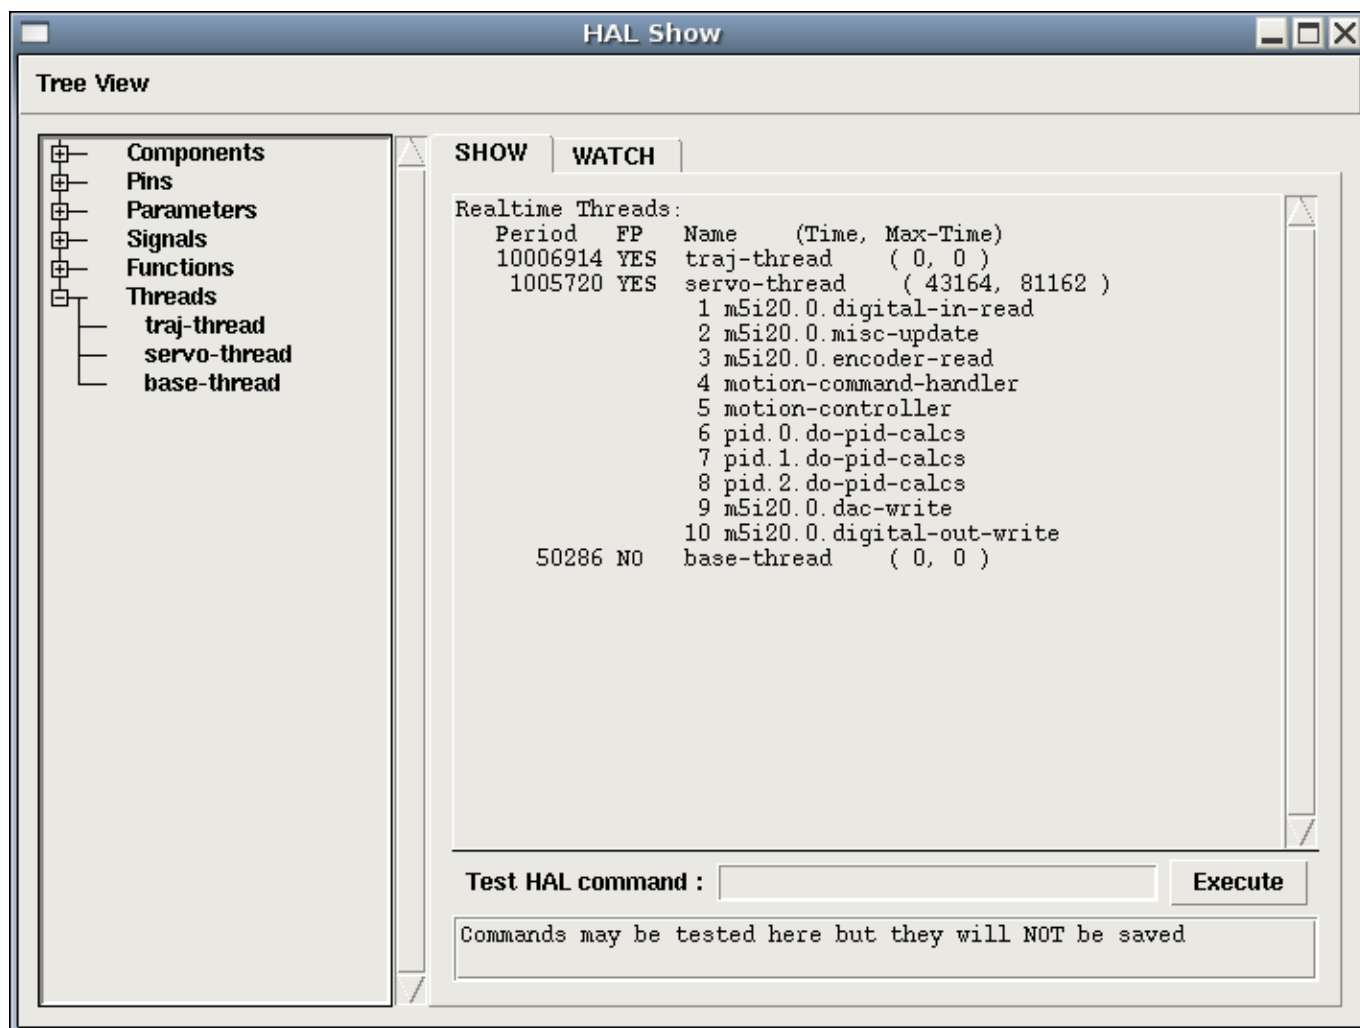 HAL Show
Tree View
Components
Pins
Parameters
Signals
Functions
Threads
traj-thread
servo-thread
base-thread
SHOW WATCH
Realtime Threads:
Period FP Name (Time, Max-Time)
10006914 YES traj-thread ( 0, 0 )
1005720 YES servo-thread ( 43164, 81162 )
1 m5i20.0.digital-in-read
2 m5i20.0.misc-update
3 m5i20.0.encoder-read
4 motion-command-handler
5 motion-controller
6 pid.0.do-pid-calcs
7 pid.1.do-pid-calcs
8 pid.2.do-pid-calcs
9 m5i20.0.dac-write
10 m5i20.0.digital-out-write
50286 NO base-thread ( 0, 0 )
Test HAL command : Execute
Commands may be tested here but they will NOT be saved